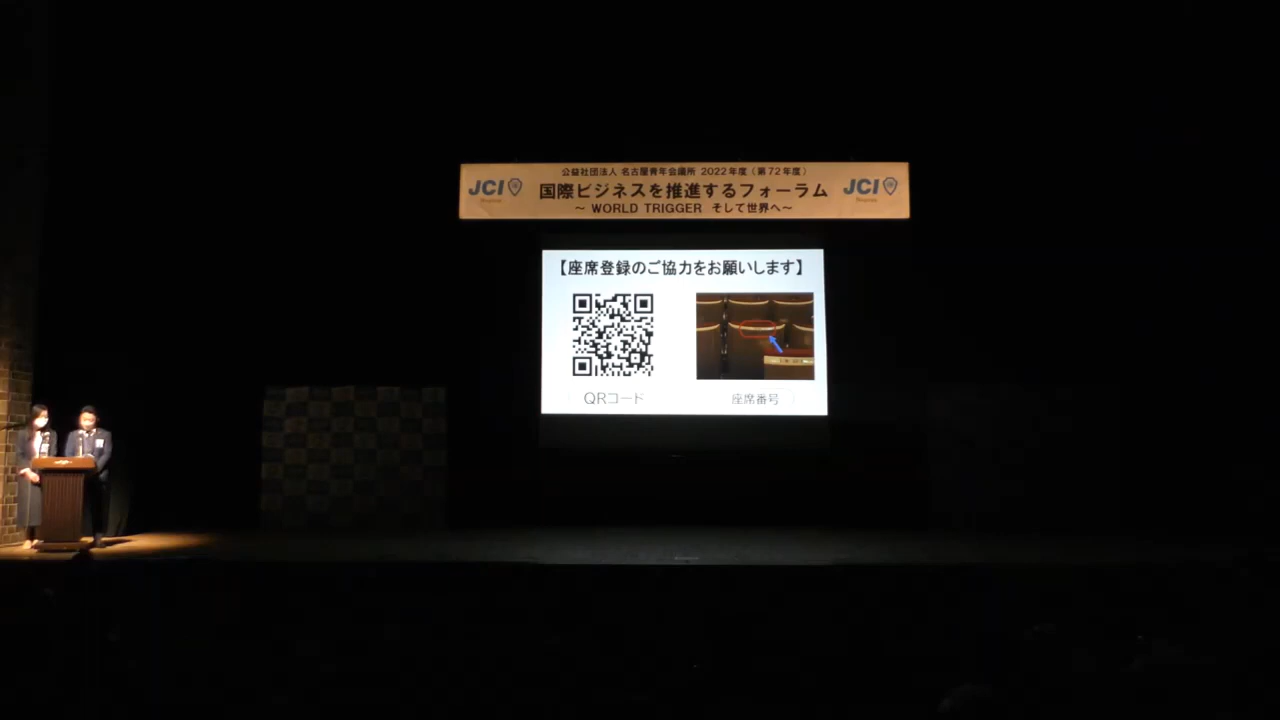 公益社団法人 名古屋青年会議所 2022年度（第72年度）
JCI
国際ビジネスを推進するフォーラム
JCI
～ WORLD TRIGGER そして世界へ～
【座席登録のご協力をお願いします】
QRコード
座席番号